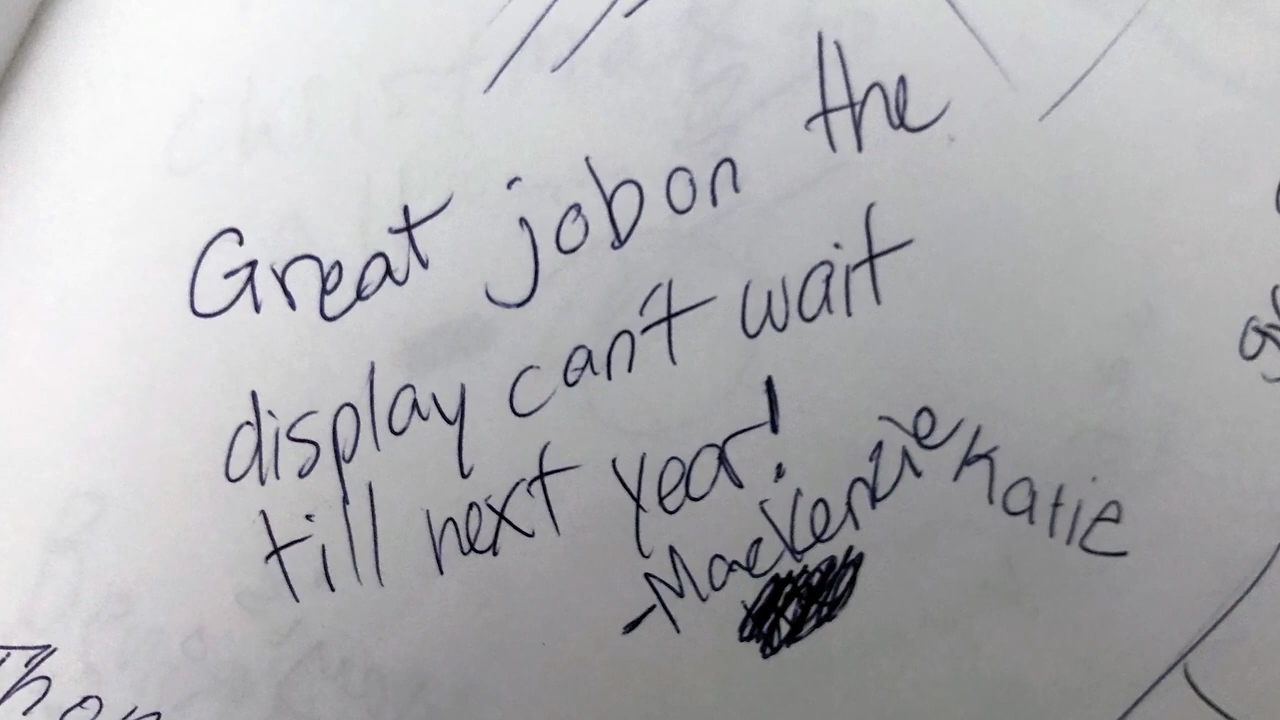 Great job on the
display can't wait
till next year!
-MacKenzie Katie